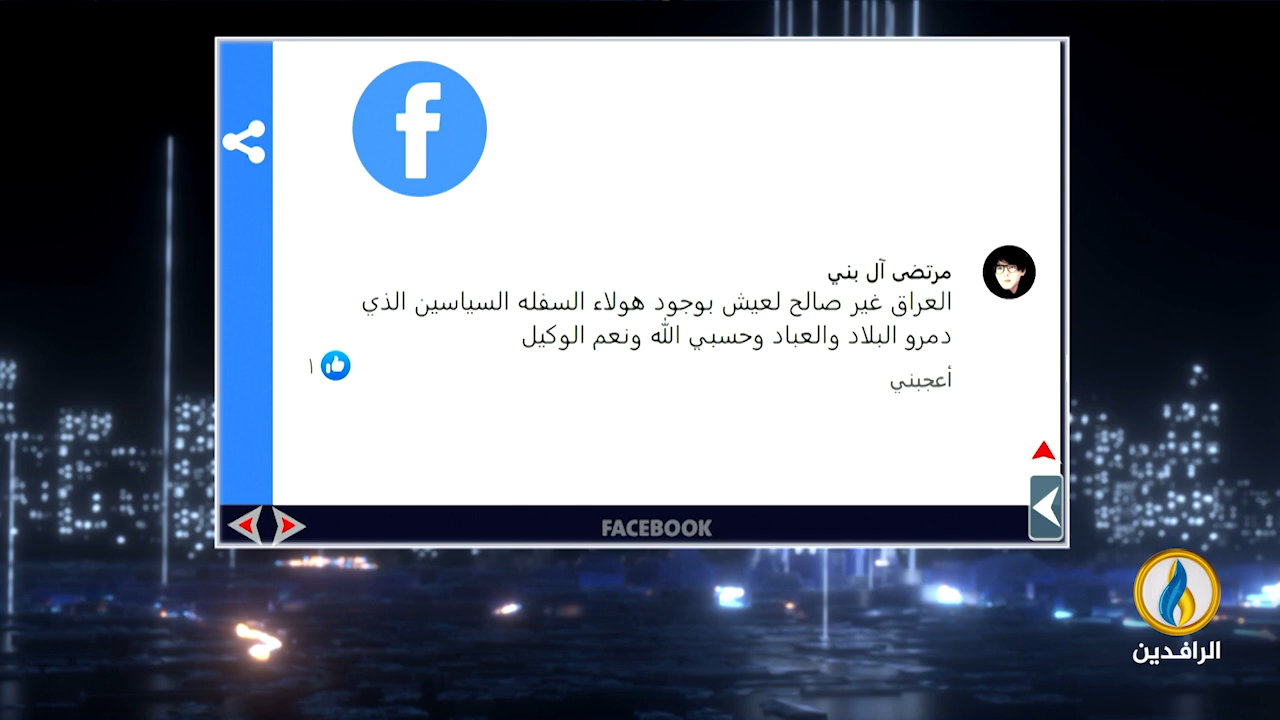 مرتضى آل بني
العراق غير صالح لعيش بوجود هولاء السفله السياسين الذي
دمرو البلاد والعباد وحسبي الله ونعم الوكيل
١
أعجبني
FACEBOOK
الرافدين